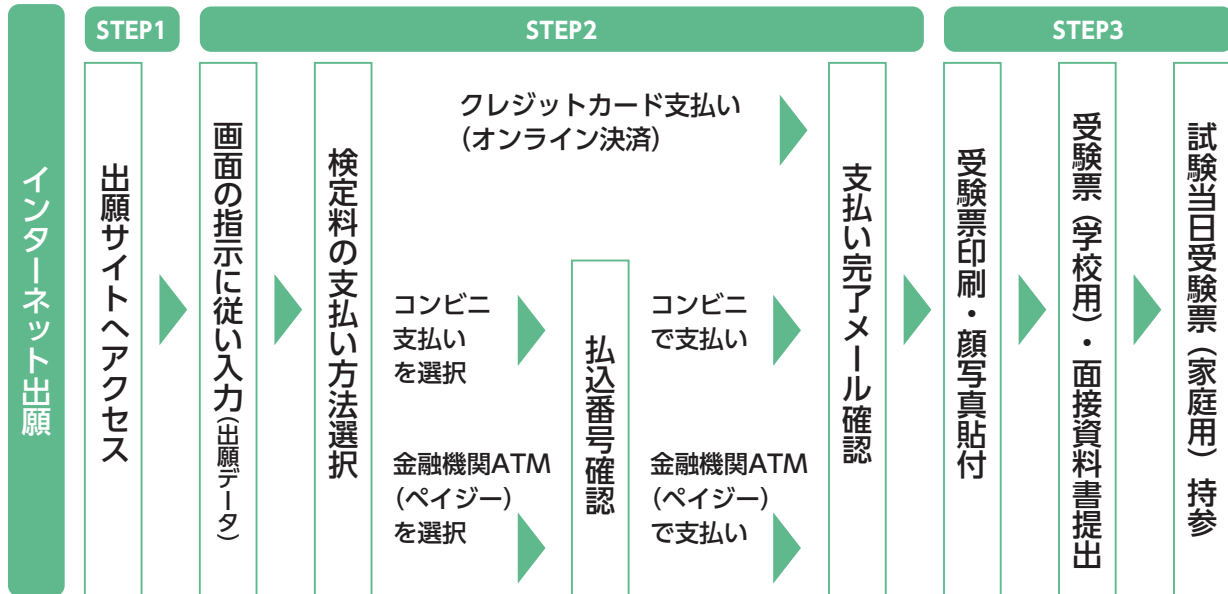 インターネット出願
STEP1
出願サイトへアクセス
STEP2
画面の指示に従い入力(出願データ)
検定料の支払い方法選択
クレジットカード支払い
(オンライン決済)
コンビニ
支払い
を選択
金融機関ATM
(ペイジー)
を選択
払込番号確認
コンビニ
で支払い
金融機関ATM
(ペイジー)
で支払い
支払い完了メール確認
STEP3
受験票印刷・顔写真貼付
受験票(学校用)・面接資料書提出
試験当日受験票(家庭用)持参